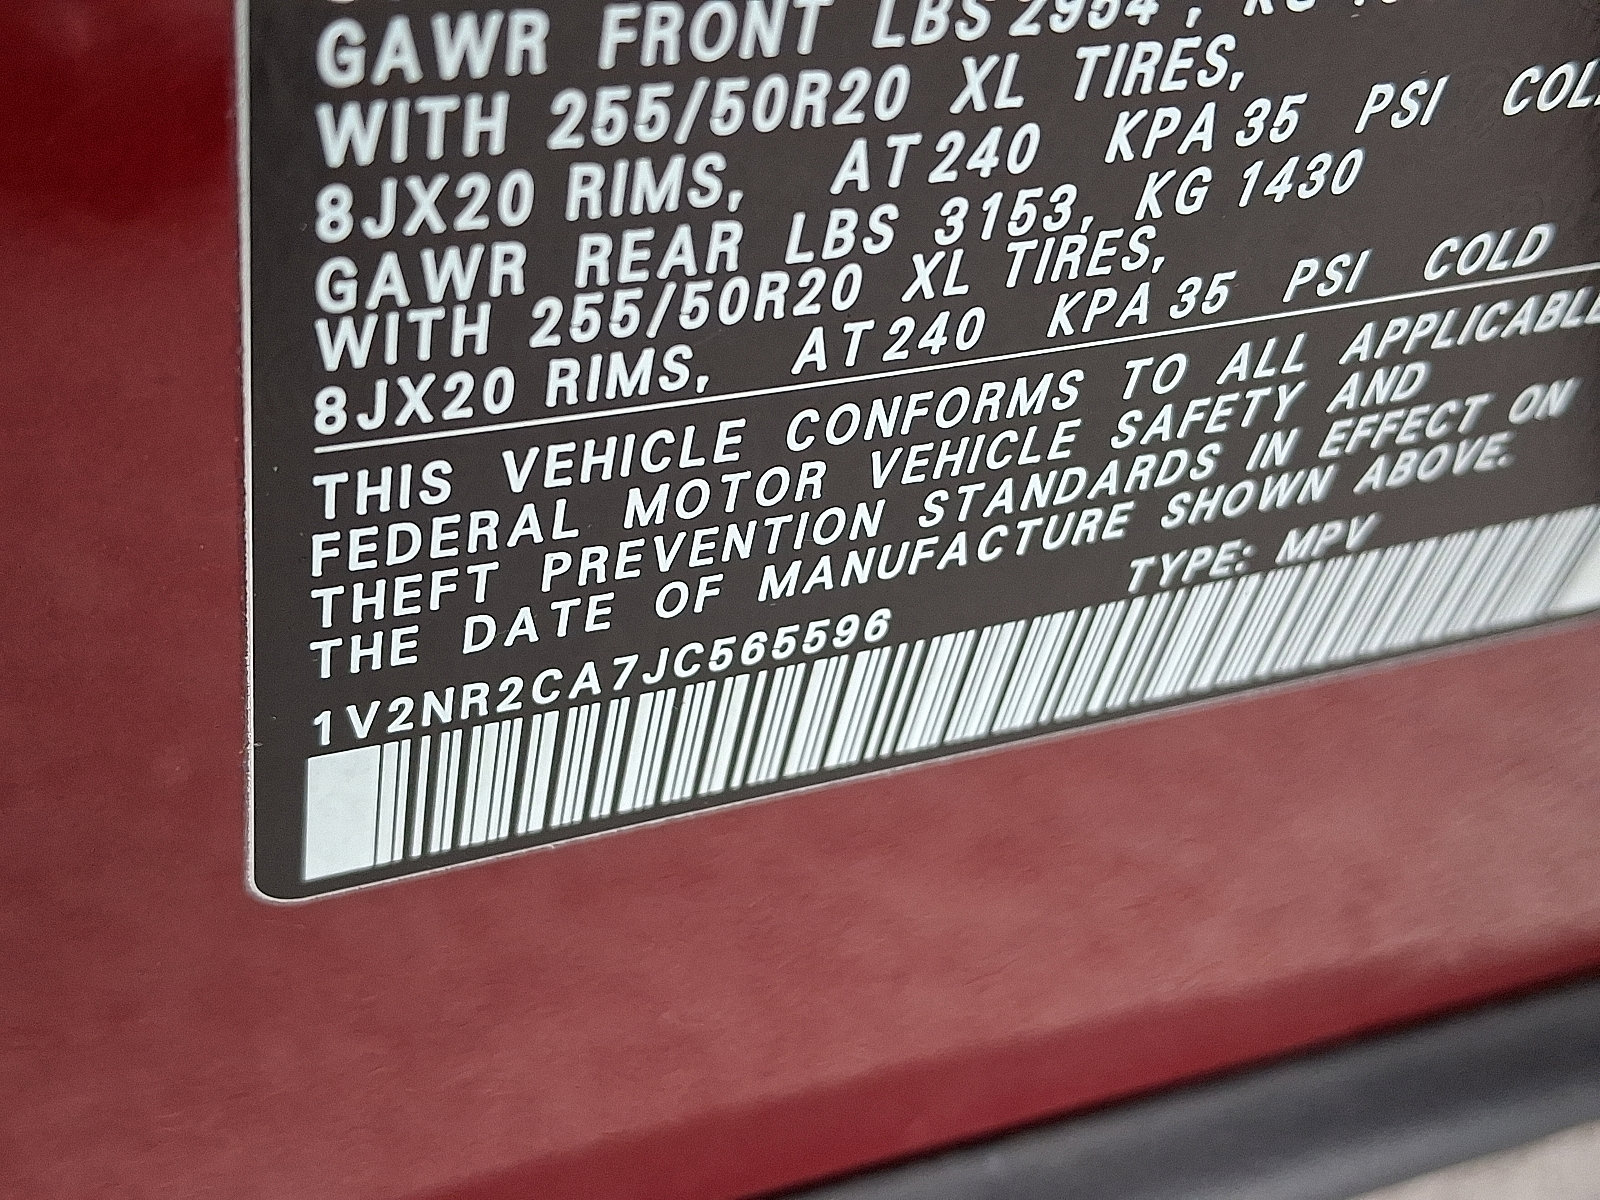 GAWR FRONT LBS 2954, KG
WITH 255/50R20 XL TIRES,
8JX20 RIMS, AT 240 KPA 35 PSI COLD
GAWR REAR LBS 3153, KG 1430
WITH 255/50R20 XL TIRES,
8JX20 RIMS, AT 240 KPA 35 PSI COLD
THIS VEHICLE CONFORMS TO ALL APPLICABLE
FEDERAL MOTOR VEHICLE SAFETY AND
THEFT PREVENTION STANDARDS IN EFFECT ON
THE DATE OF MANUFACTURE SHOWN ABOVE.
1V2NR2CA7JC565596 TYPE: MPV